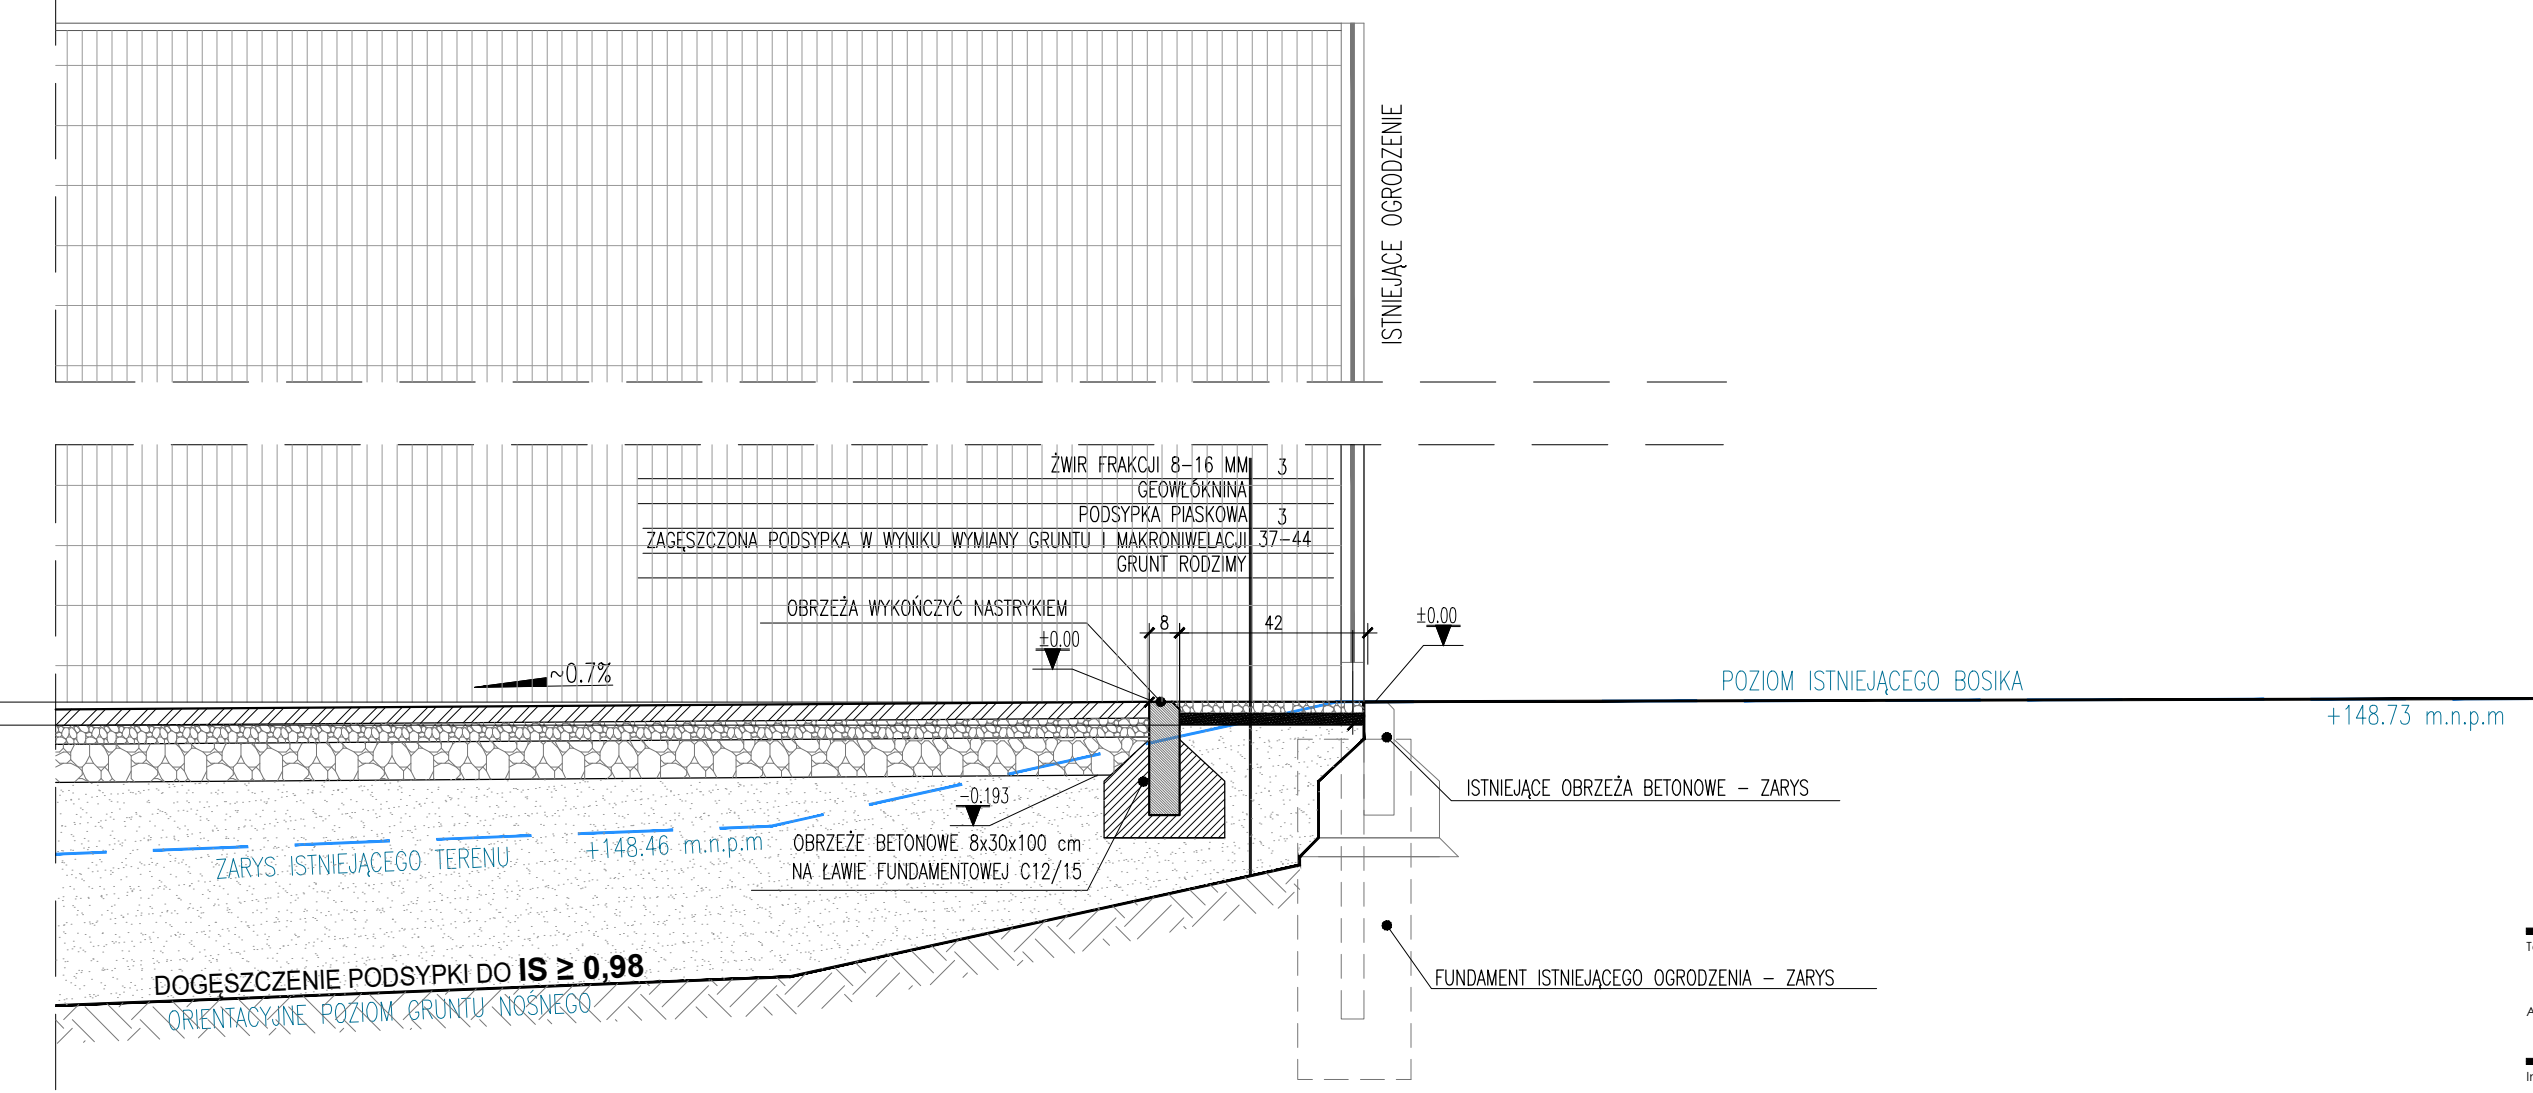 ISTNIEJĄCE OGRODZENIE
ŻWIR FRAKCJI 8-16 MM 3
GEOWŁÓKNINA
PODSYPKA PIASKOWA 3
ZAGĘSZCZONA PODSYPKA W WYNIKU WYMIANY GRUNTU I MAKRONIWELACJI 37-44
GRUNT RODZIMY
OBRZEŻA WYKOŃCZYĆ NASTRYKIEM
8 42
±0.00
±0.00
~0.7%
POZIOM ISTNIEJĄCEGO BOSIKA
+148.73 m.n.p.m
ISTNIEJĄCE OBRZEŻA BETONOWE – ZARYS
-0.193
OBRZEŻE BETONOWE 8x30x100 cm
NA ŁAWIE FUNDAMENTOWEJ C12/15
ZARYS ISTNIEJĄCEGO TERENU
+148.46 m.n.p.m
DOGĘSZCZENIE PODSYPKI DO IS ≥ 0,98
ORIENTACYJNE POZIOM GRUNTU NOŚNEGO
FUNDAMENT ISTNIEJĄCEGO OGRODZENIA – ZARYS